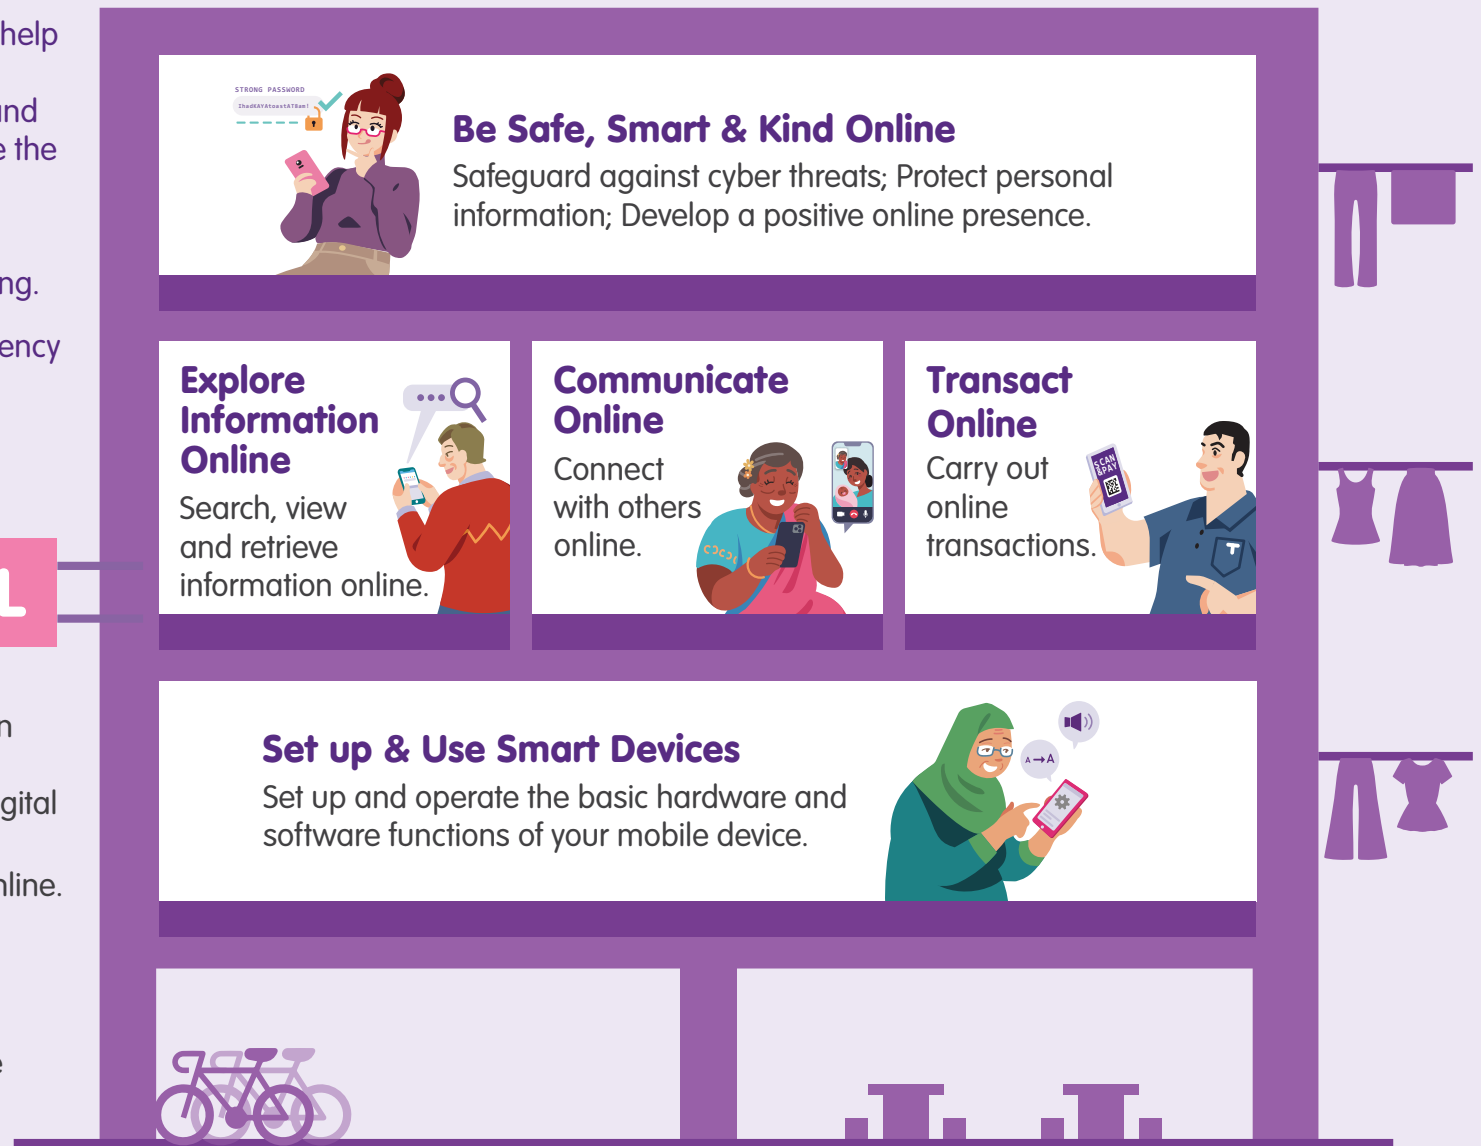 help
and
e the
ng.
ency
L
n
gital
nline.
e
STRONG PASSWORD
IhadKAYAtoastAT8am!
Be Safe, Smart & Kind Online
Safeguard against cyber threats; Protect personal
information; Develop a positive online presence.
Explore
Information
Online
Search, view
and retrieve
information online.
Communicate
Online
Connect
with others
online.
Transact
Online
Carry out
online
transactions.
SCAN
&PAY
T
Set up & Use Smart Devices
Set up and operate the basic hardware and
software functions of your mobile device.
A→A